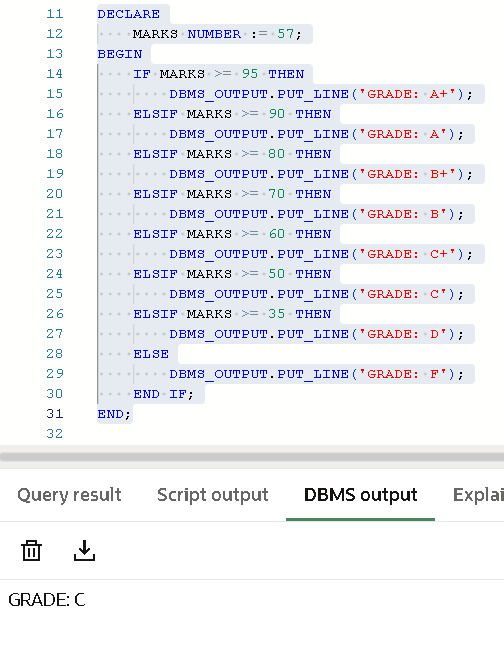 11 DECLARE
12     MARKS NUMBER := 57;
13 BEGIN
14     IF MARKS >= 95 THEN
15         DBMS_OUTPUT.PUT_LINE('GRADE: A+');
16     ELSIF MARKS >= 90 THEN
17         DBMS_OUTPUT.PUT_LINE('GRADE: A');
18     ELSIF MARKS >= 80 THEN
19         DBMS_OUTPUT.PUT_LINE('GRADE: B+');
20     ELSIF MARKS >= 70 THEN
21         DBMS_OUTPUT.PUT_LINE('GRADE: B');
22     ELSIF MARKS >= 60 THEN
23         DBMS_OUTPUT.PUT_LINE('GRADE: C+');
24     ELSIF MARKS >= 50 THEN
25         DBMS_OUTPUT.PUT_LINE('GRADE: C');
26     ELSIF MARKS >= 35 THEN
27         DBMS_OUTPUT.PUT_LINE('GRADE: D');
28     ELSE
29         DBMS_OUTPUT.PUT_LINE('GRADE: F');
30     END IF;
31 END;
32
Query result Script output DBMS output Explai
GRADE: C